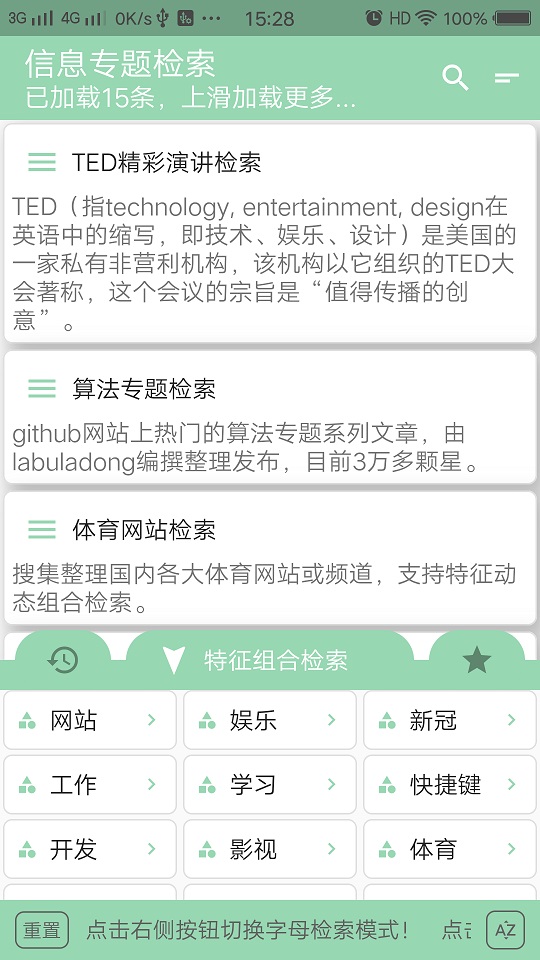 3G 4G 0K/s 15:28 HD 100%
信息专题检索
已加载15条，上滑加载更多...
TED精彩演讲检索
TED（指technology, entertainment, design在
英语中的缩写，即技术、娱乐、设计）是美国的
一家私有非营利机构，该机构以它组织的TED大
会著称，这个会议的宗旨是“值得传播的创
意”。
算法专题检索
github网站上热门的算法专题系列文章，由
labuladong编撰整理发布，目前3万多颗星。
体育网站检索
搜集整理国内各大体育网站或频道，支持特征动
态组合检索。
特征组合检索
网站 娱乐 新冠
工作 学习 快捷键
开发 影视 体育
重置 点击右侧按钮切换字母检索模式！ 点击 AZ